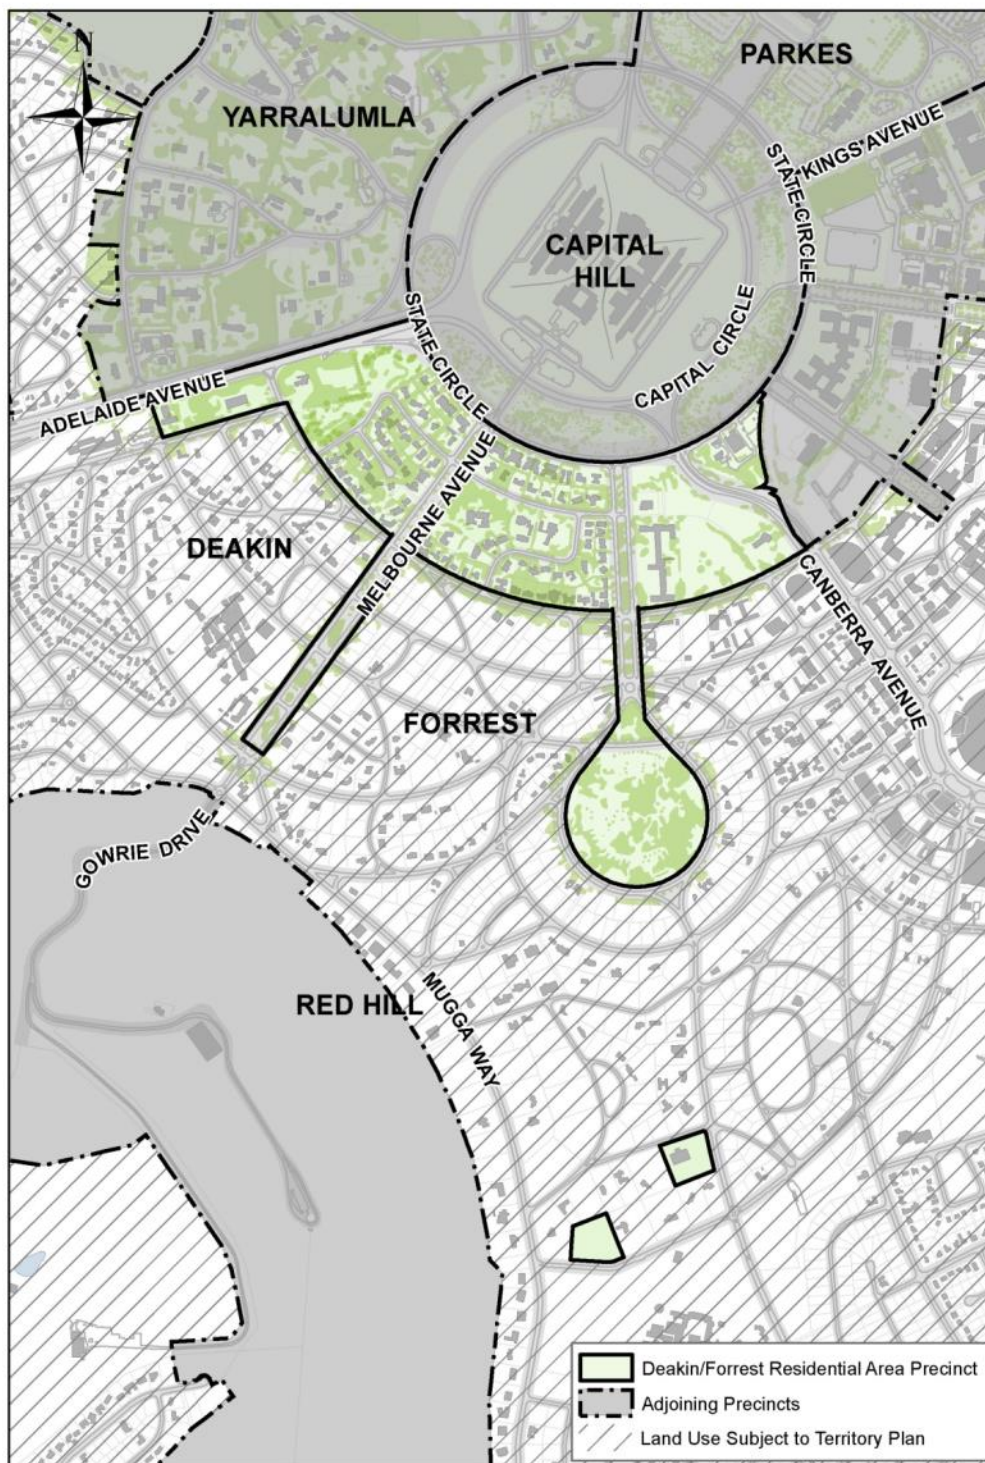 N
PARKES
YARRALUMLA
KINGS AVENUE
STATE CIRCLE
CAPITAL
HILL
CAPITAL CIRCLE
STATE CIRCLE
ADELAIDE AVENUE
MELBOURNE AVENUE
DEAKIN
CANBERRA AVENUE
FORREST
GOWRIE DRIVE
RED HILL
MUGGA WAY
Deakin/Forrest Residential Area Precinct
Adjoining Precincts
Land Use Subject to Territory Plan